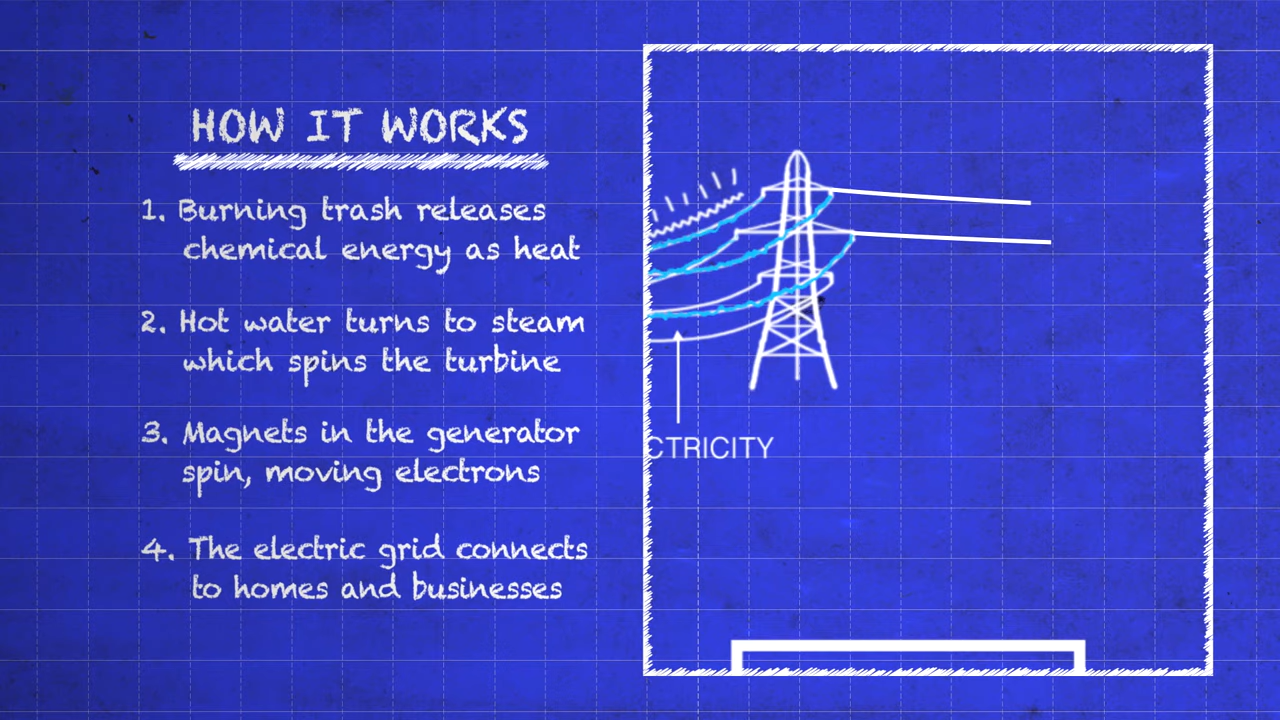 HOW IT WORKS
1. Burning trash releases
chemical energy as heat
2. Hot water turns to steam
which spins the turbine
3. Magnets in the generator
spin, moving electrons
4. The electric grid connects
to homes and businesses
CTRICITY